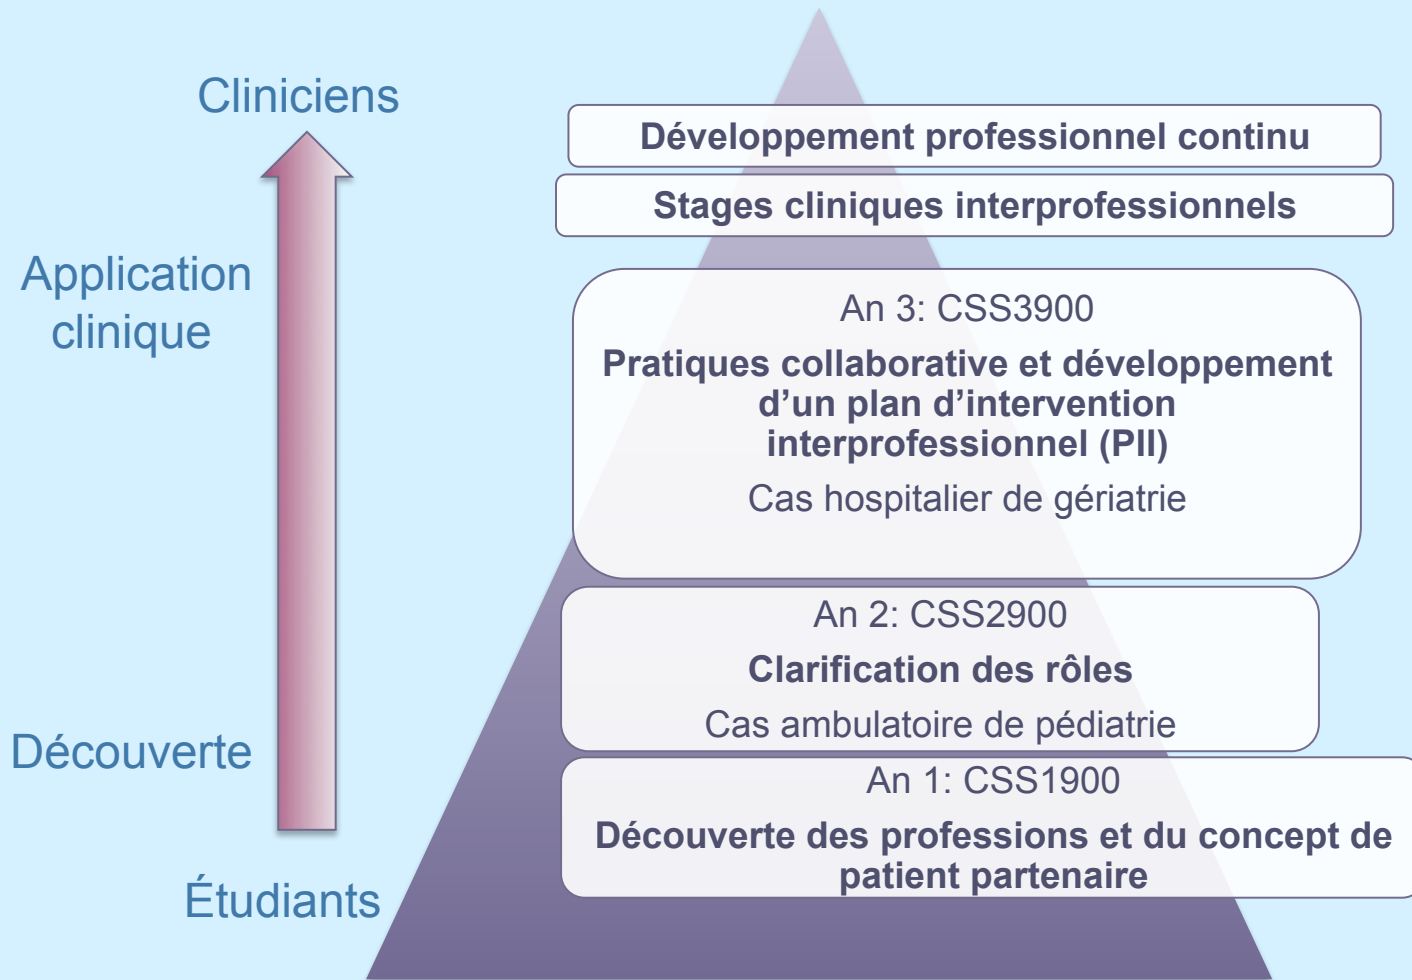 Cliniciens
Application
clinique
Découverte
Étudiants
Développement professionnel continu
Stages cliniques interprofessionnels
An 3: CSS3900
Pratiques collaborative et développement
d’un plan d’intervention
interprofessionnel (PII)
Cas hospitalier de gériatrie
An 2: CSS2900
Clarification des rôles
Cas ambulatoire de pédiatrie
An 1: CSS1900
Découverte des professions et du concept de
patient partenaire